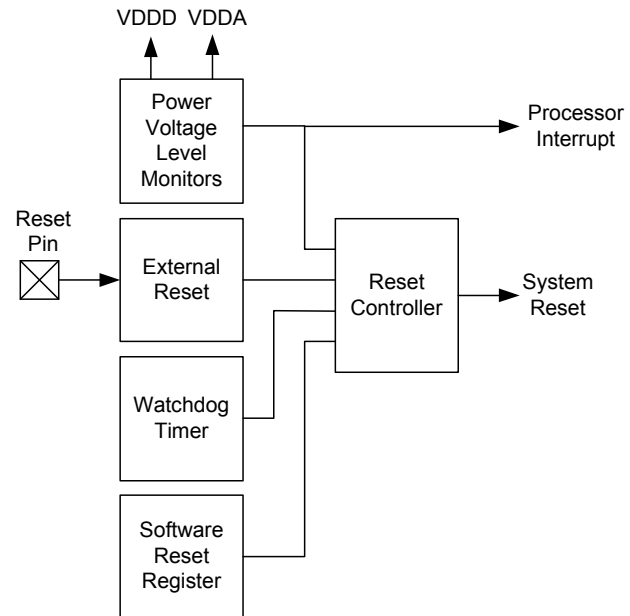 VDDD VDDA
Power
Voltage
Level
Monitors
Processor
Interrupt
Reset
Pin
External
Reset
Reset
Controller
System
Reset
Watchdog
Timer
Software
Reset
Register